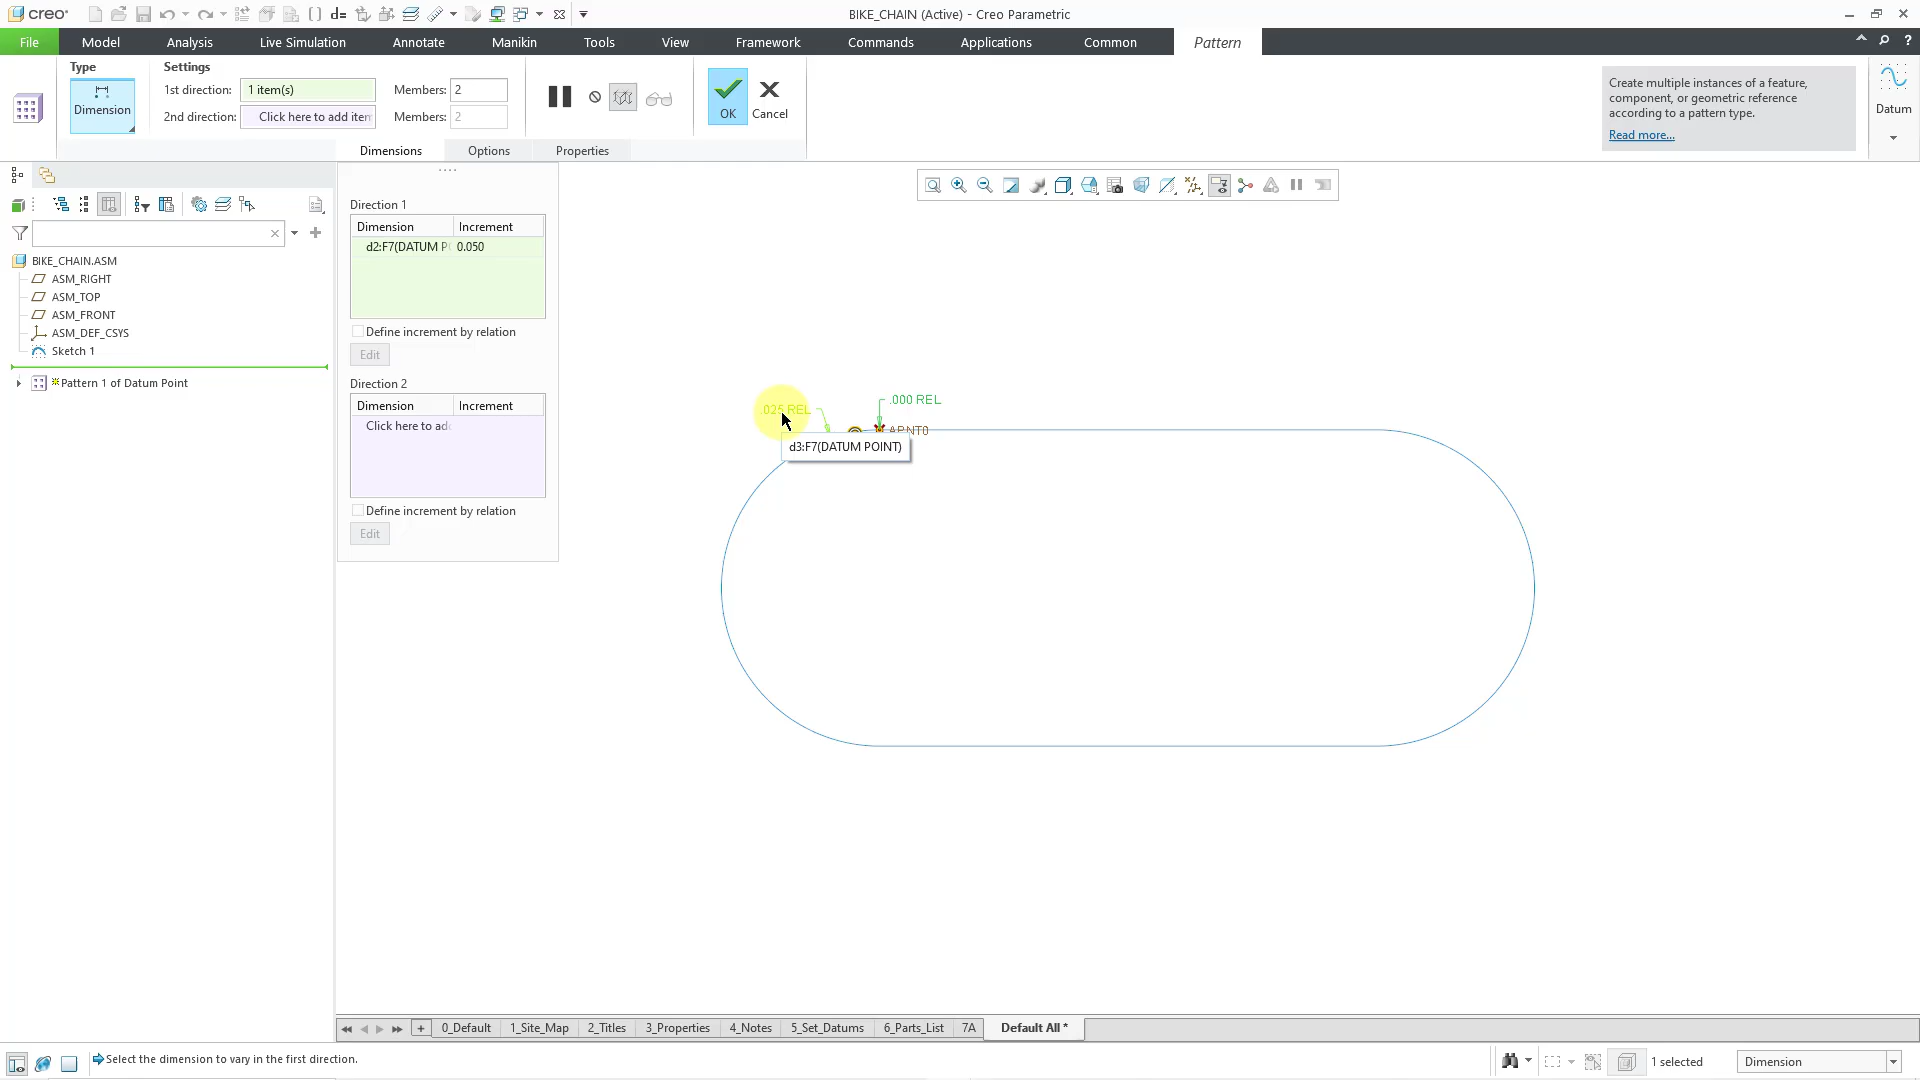 creo
BIKE_CHAIN (Active) - Creo Parametric
File Model Analysis Live Simulation Annotate Manikin Tools View Framework Commands Applications Common Pattern
Type Settings
Dimension
1st direction: 1 item(s) Members: 2
2nd direction: Click here to add item Members: 2
OK Cancel
Dimensions Options Properties
Create multiple instances of a feature,
component, or geometric reference
according to a pattern type.
Read more...
Datum
BIKE_CHAIN.ASM
ASM_RIGHT
ASM_TOP
ASM_FRONT
ASM_DEF_CSYS
Sketch 1
Pattern 1 of Datum Point
Direction 1
Dimension Increment
d2:F7(DATUM P 0.050
Define increment by relation
Edit
Direction 2
Dimension Increment
Click here to add
Define increment by relation
Edit
.025 REL
.000 REL
APNT0
d3:F7(DATUM POINT)
0_Default 1_Site_Map 2_Titles 3_Properties 4_Notes 5_Set_Datums 6_Parts_List 7A Default All *
Select the dimension to vary in the first direction.
1 selected
Dimension